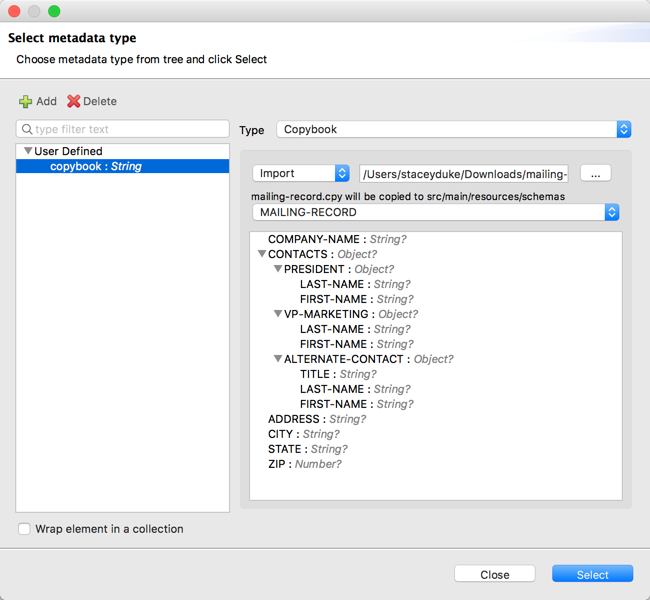 Select metadata type
Choose metadata type from tree and click Select
Add Delete
type filter text
Type Copybook
User Defined
copybook : String
Import /Users/staceyduke/Downloads/mailing- ...
mailing-record.cpy will be copied to src/main/resources/schemas
MAILING-RECORD
COMPANY-NAME : String?
CONTACTS : Object?
PRESIDENT : Object?
LAST-NAME : String?
FIRST-NAME : String?
VP-MARKETING : Object?
LAST-NAME : String?
FIRST-NAME : String?
ALTERNATE-CONTACT : Object?
TITLE : String?
LAST-NAME : String?
FIRST-NAME : String?
ADDRESS : String?
CITY : String?
STATE : String?
ZIP : Number?
Wrap element in a collection
Close Select